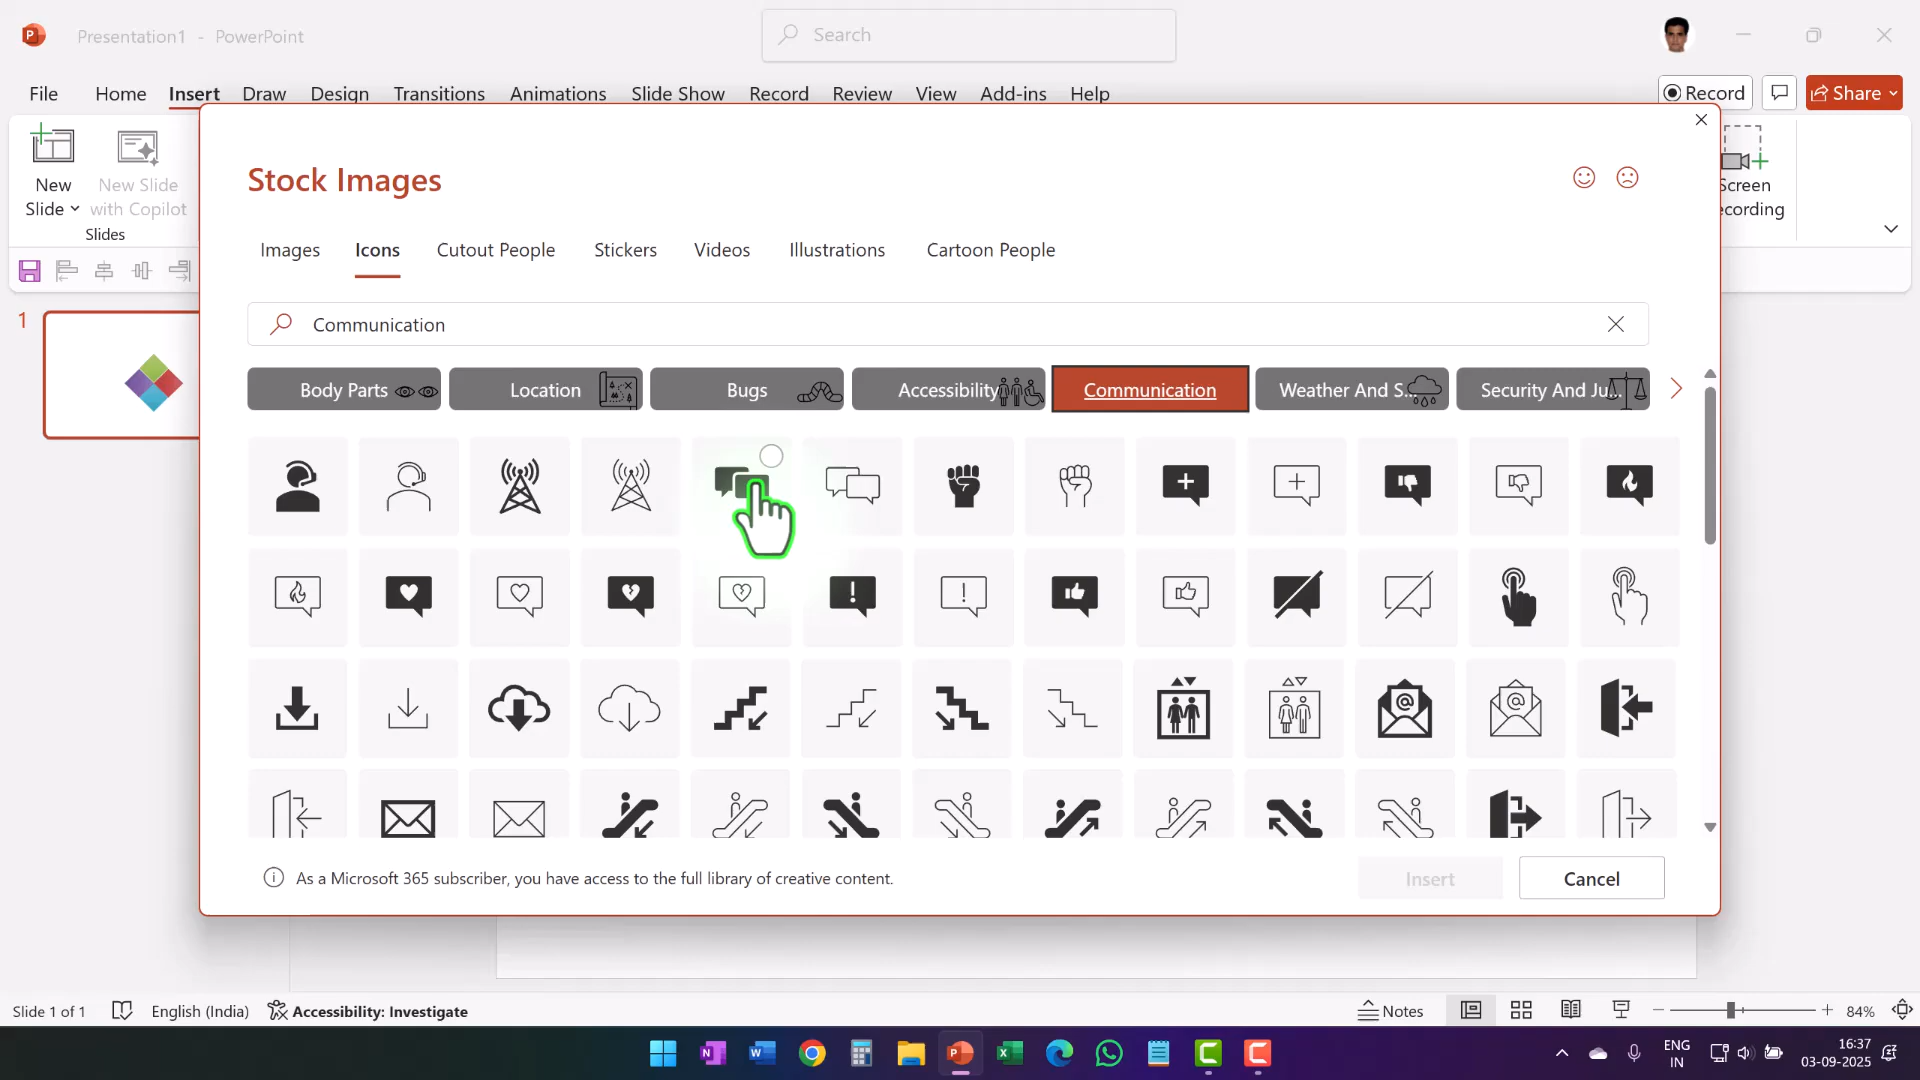 Presentation1 - PowerPoint
Search
File Home Insert Draw Design Transitions Animations Slide Show Record Review View Add-ins Help
Record
Share
New
Slide
New Slide
with Copilot
Slides
Screen
ecording
Stock Images
Images Icons Cutout People Stickers Videos Illustrations Cartoon People
Communication
Body Parts Location Bugs Accessibility Communication Weather And S... Security And Ju...
1
As a Microsoft 365 subscriber, you have access to the full library of creative content.
Insert
Cancel
Slide 1 of 1 English (India) Accessibility: Investigate
Notes
84%
ENG
IN
16:37
03-09-2025